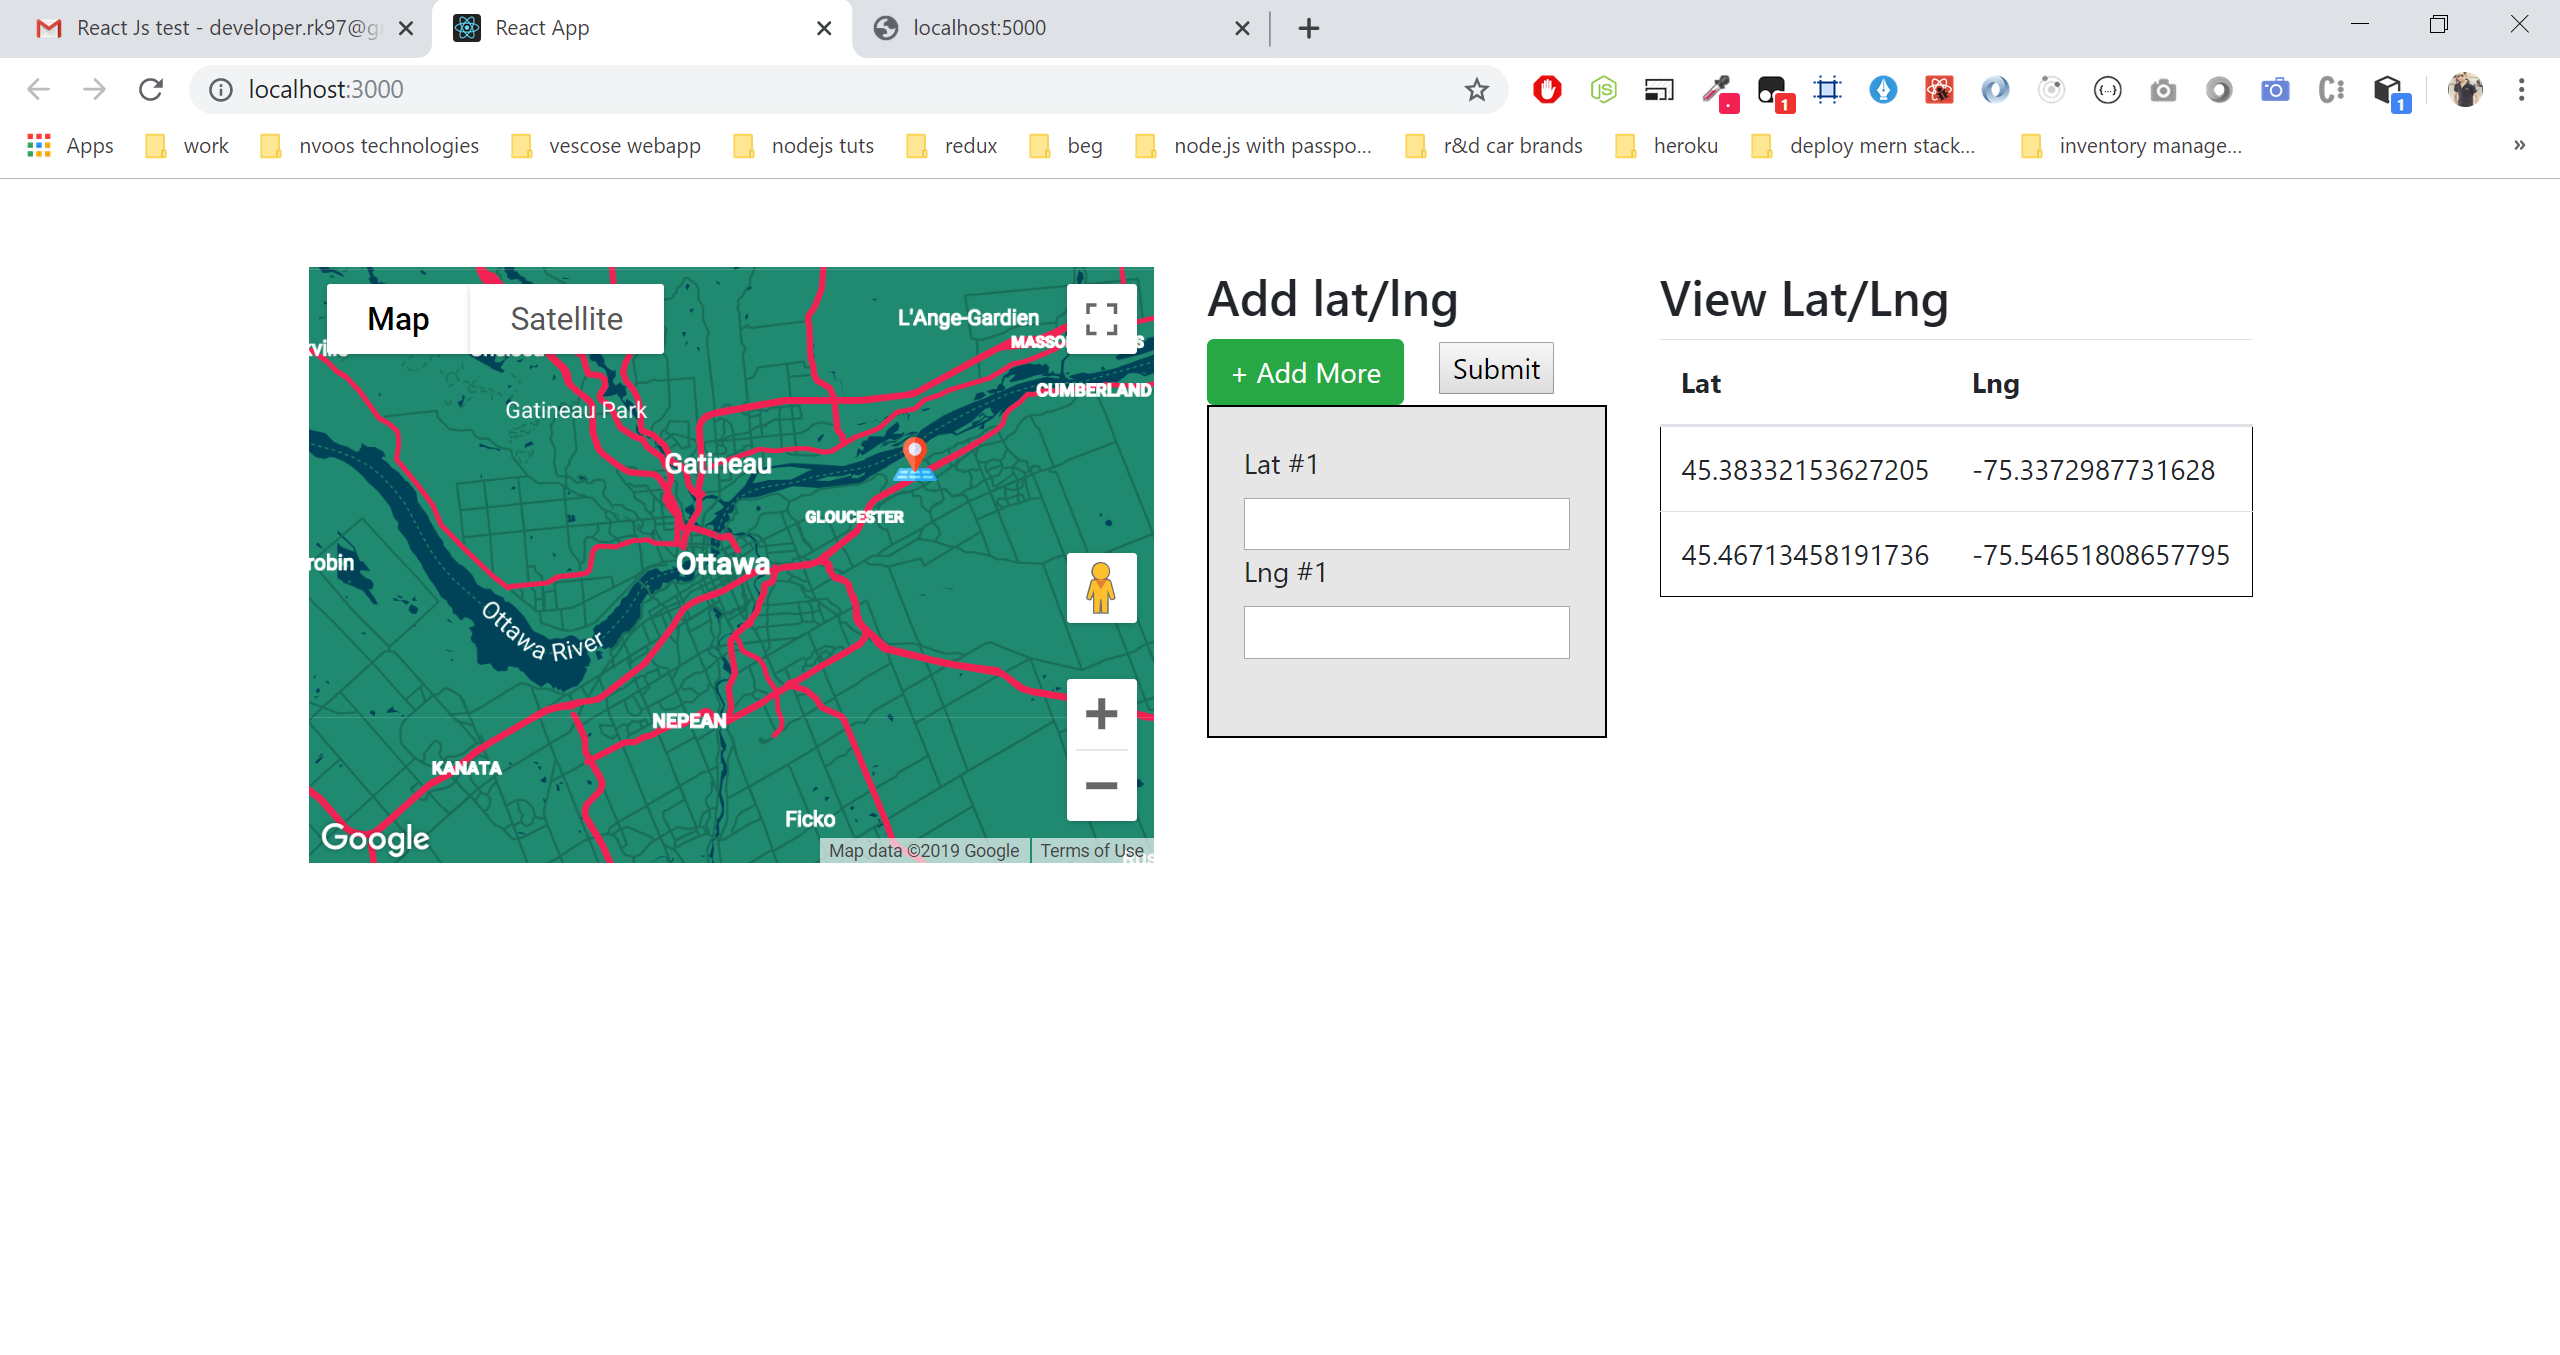 React Js test - developer.rk97@g
React App
localhost:5000
localhost:3000
Apps
work
nvoos technologies
vescose webapp
nodejs tuts
redux
beg
node.js with passpo...
r&d car brands
heroku
deploy mern stack...
inventory manage...
»
Map
Satellite
L'Ange-Gardien
CUMBERLAND
Gatineau Park
Gatineau
GLOUCESTER
Ottawa
Ottawa River
NEPEAN
KANATA
Ficko
Google
Map data ©2019 Google
Terms of Use
Add lat/lng
+ Add More
Submit
Lat #1
Lng #1
View Lat/Lng
Lat Lng
45.38332153627205 -75.3372987731628
45.46713458191736 -75.54651808657795